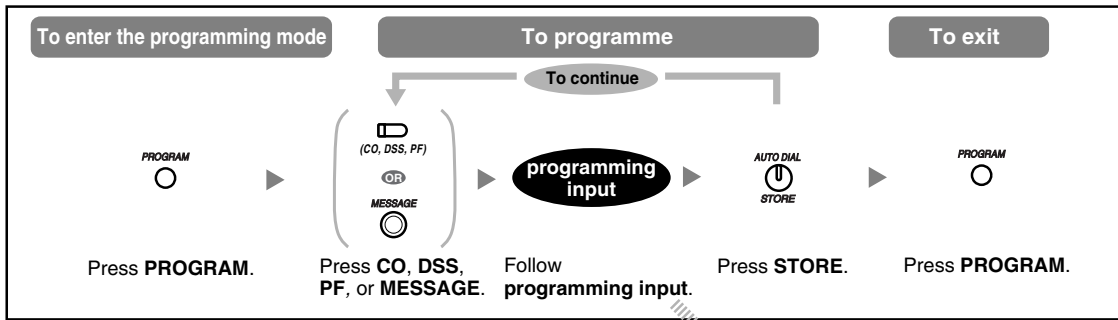 To enter the programming mode
To programme
To exit
To continue
PROGRAM
(CO, DSS, PF)
OR
MESSAGE
programming
input
AUTO DIAL
STORE
PROGRAM
Press PROGRAM.
Press CO, DSS,
PF, or MESSAGE.
Follow
programming input.
Press STORE.
Press PROGRAM.